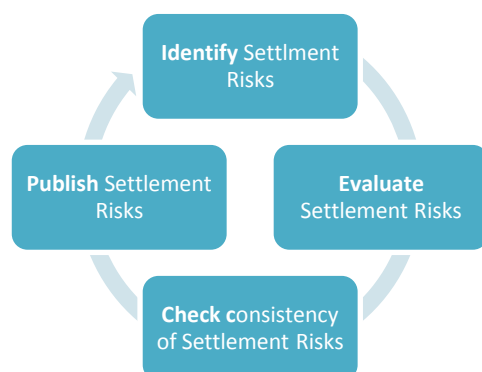 Identify Settlment
Risks
Evaluate
Settlement Risks
Check consistency
of Settlement Risks
Publish Settlement
Risks